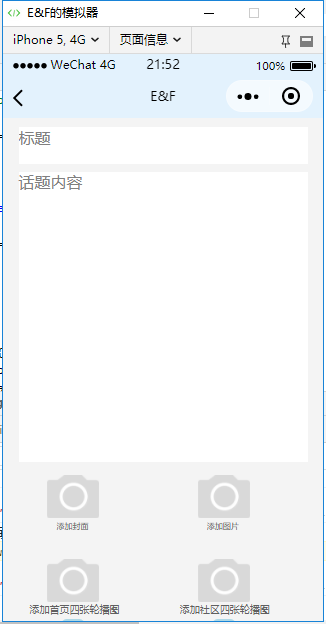 E&F的模拟器
iPhone 5, 4G 页面信息
WeChat 4G 21:52 100%
E&F
标题
话题内容
添加封面 添加图片
添加首页四张轮播图 添加社区四张轮播图